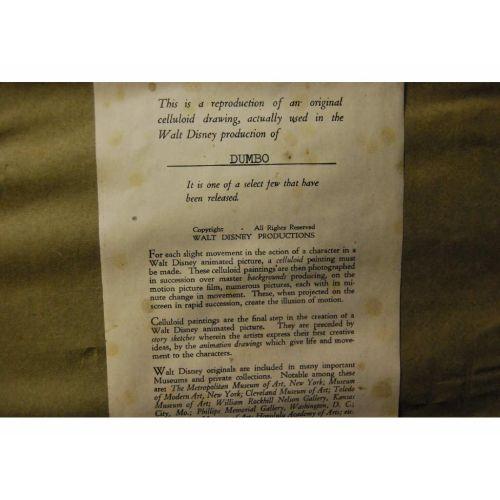 This is a reproduction of an original
celluloid drawing, actually used in the
Walt Disney production of
DUMBO
It is one of a select few that have
been released.
Copyright - All Rights Reserved
WALT DISNEY PRODUCTIONS
For each slight movement in the action of a character in a
Walt Disney animated picture, a celluloid painting must
be made. These celluloid paintings are then photographed
in succession over master backgrounds producing, on the
motion picture film, numerous pictures, each with its mi-
nute change in movement. These, when projected on the
screen in rapid succession, create the illusion of motion.
Celluloid paintings are the final step in the creation of a
Walt Disney animated picture. They are preceded by
story sketches wherein the artists express their first creative
ideas, by the animation drawings which give life and move-
ment to the characters.
Walt Disney originals are included in many important
Museums and private collections. Notable among these
are: The Metropolitan Museum of Art, New York; Museum
of Modern Art, New York; Cleveland Museum of Art; Toledo
Museum of Art; William Rockhill Nelson Gallery, Kansas
City, Mo.; Phillips Memorial Gallery, Washington, D. C.;
of Art; Honolulu Academy of Arts; etc.